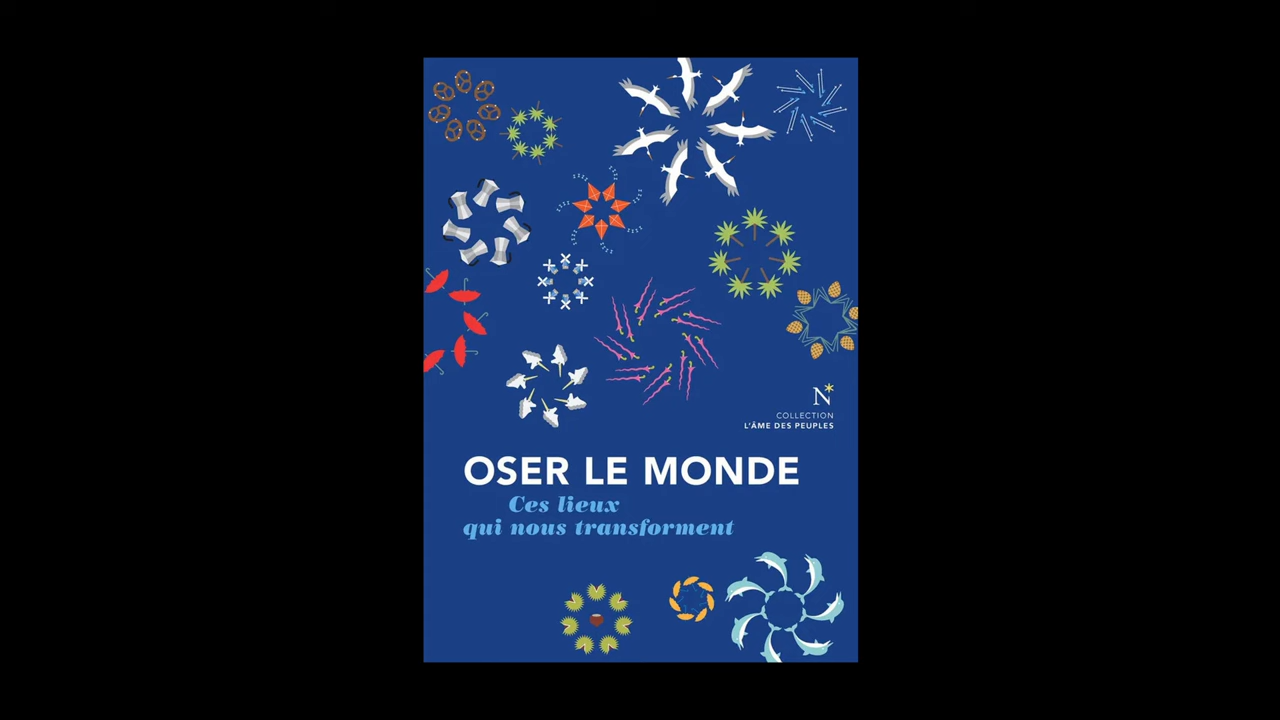 N*
COLLECTION
L'ÂME DES PEUPLES
OSER LE MONDE
Ces lieux
qui nous transforment